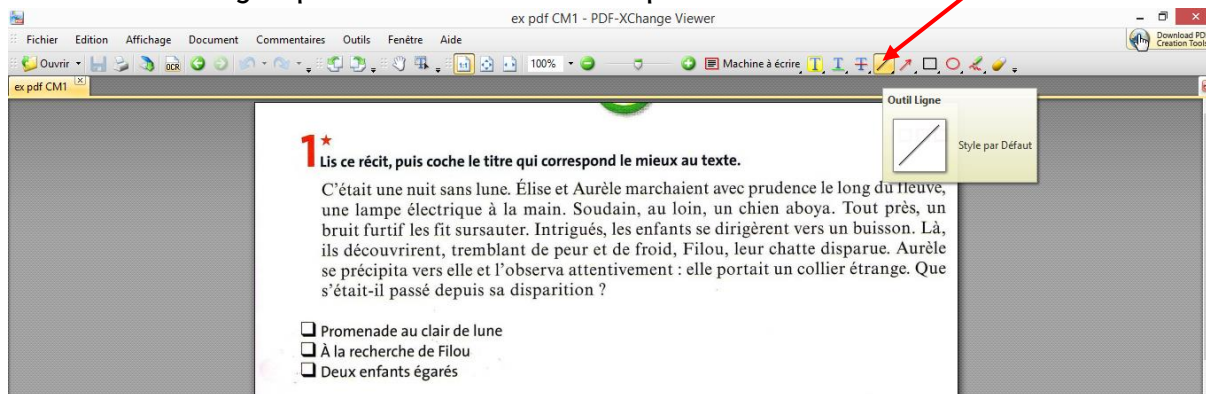 ex pdf CM1 - PDF-XChange Viewer
Fichier Edition Affichage Document Commentaires Outils Fenêtre Aide
Download PD
Creation Tools
Ouvrir OCR 100% Machine à écrire
ex pdf CM1
Outil Ligne
Style par Défaut
1*
Lis ce récit, puis coche le titre qui correspond le mieux au texte.
C'était une nuit sans lune. Élise et Aurèle marchaient avec prudence le long du fleuve,
une lampe électrique à la main. Soudain, au loin, un chien aboya. Tout près, un
bruit furtif les fit sursauter. Intrigués, les enfants se dirigèrent vers un buisson. Là,
ils découvrirent, tremblant de peur et de froid, Filou, leur chatte disparue. Aurèle
se précipita vers elle et l'observa attentivement : elle portait un collier étrange. Que
s'était-il passé depuis sa disparition ?
Promenade au clair de lune
À la recherche de Filou
Deux enfants égarés